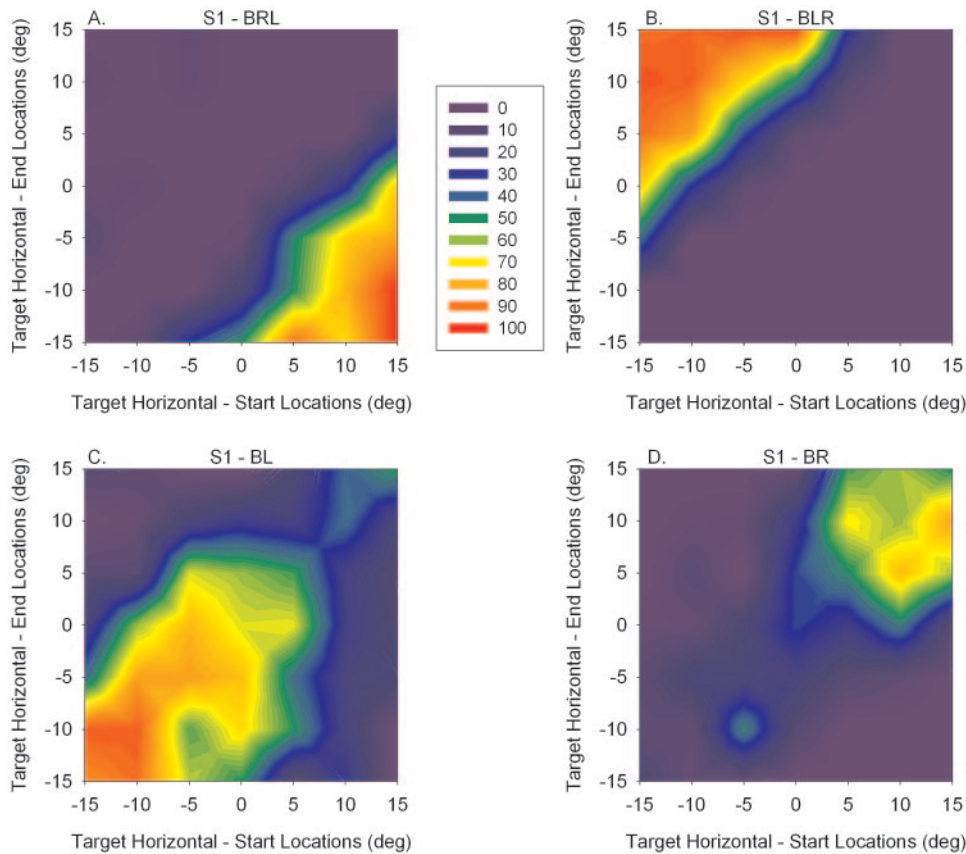 A. S1 - BRL
Target Horizontal - End Locations (deg)
15
10
5
0
-5
-10
-15
-15 -10 -5 0 5 10 15
Target Horizontal - Start Locations (deg)
0
10
20
30
40
50
60
70
80
90
100
B. S1 - BLR
Target Horizontal - End Locations (deg)
15
10
5
0
-5
-10
-15
-15 -10 -5 0 5 10 15
Target Horizontal - Start Locations (deg)
C. S1 - BL
Target Horizontal - End Locations (deg)
15
10
5
0
-5
-10
-15
-15 -10 -5 0 5 10 15
Target Horizontal - Start Locations (deg)
D. S1 - BR
Target Horizontal - End Locations (deg)
15
10
5
0
-5
-10
-15
-15 -10 -5 0 5 10 15
Target Horizontal - Start Locations (deg)